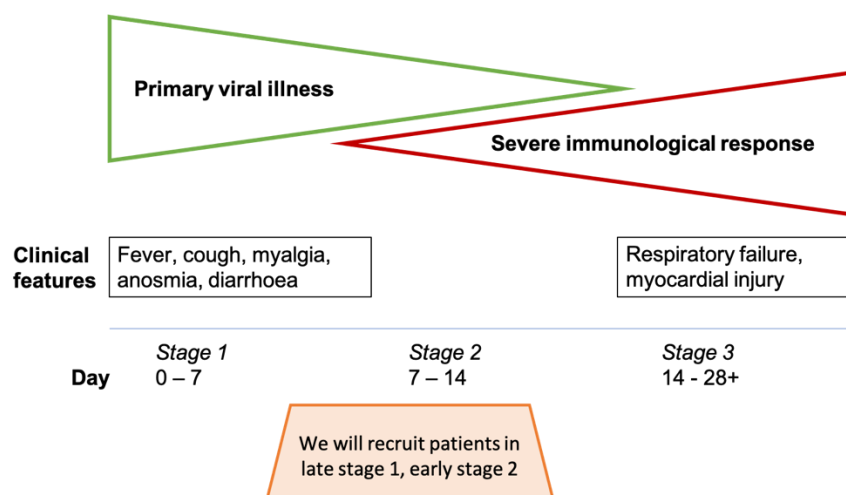 Primary viral illness
Severe immunological response
Clinical
features
Fever, cough, myalgia,
anosmia, diarrhoea
Respiratory failure,
myocardial injury
Stage 1
Stage 2
Stage 3
Day
0 – 7
7 – 14
14 - 28+
We will recruit patients in
late stage 1, early stage 2